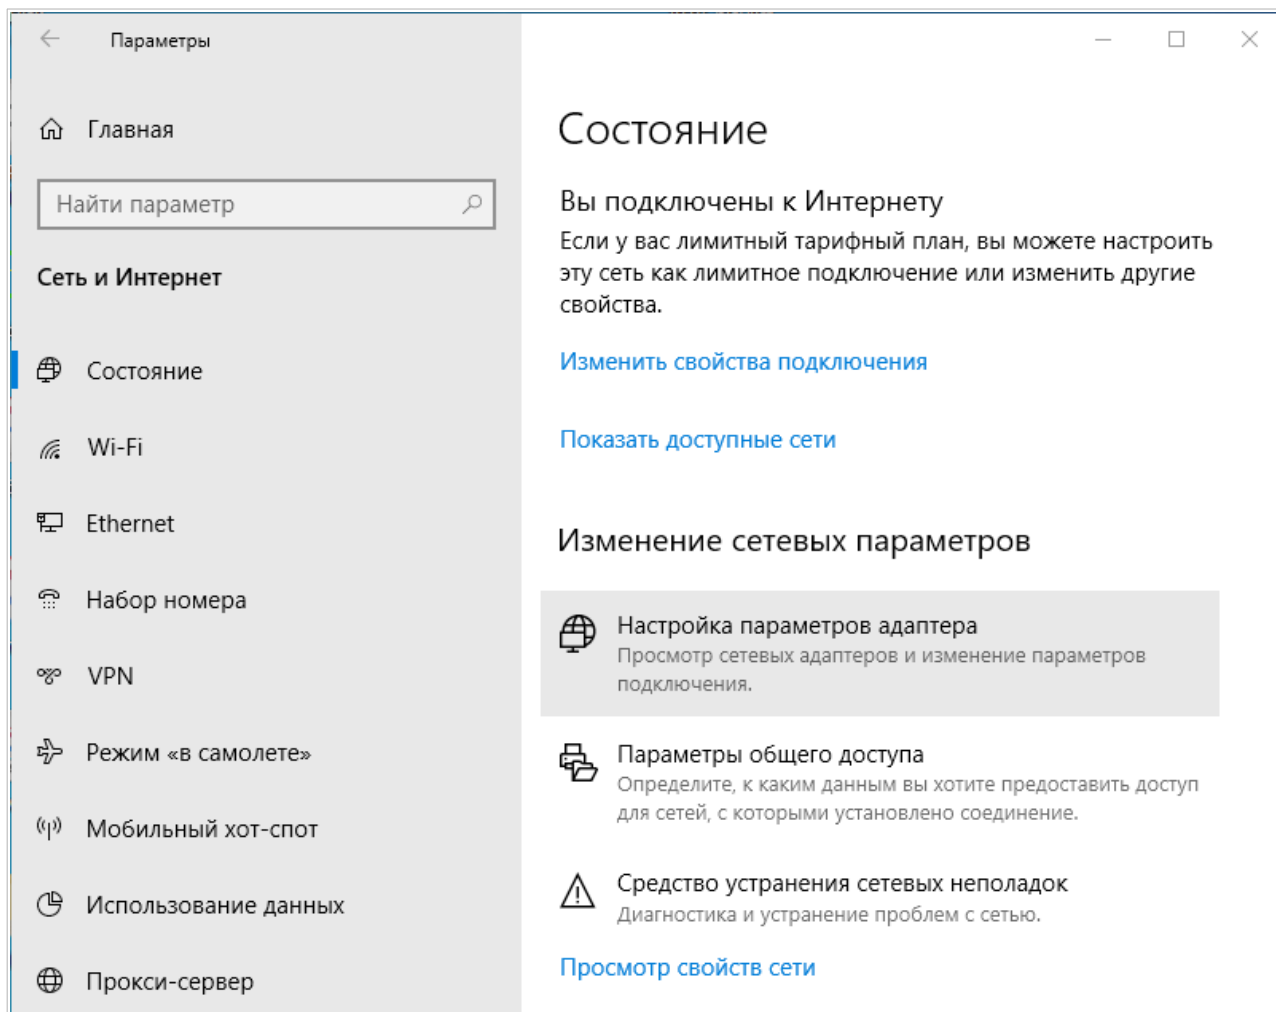 Параметры
Главная
Найти параметр
Сеть и Интернет
Состояние
Wi-Fi
Ethernet
Набор номера
VPN
Режим «в самолете»
Мобильный хот-спот
Использование данных
Прокси-сервер
Состояние
Вы подключены к Интернету
Если у вас лимитный тарифный план, вы можете настроить
эту сеть как лимитное подключение или изменить другие
свойства.
Изменить свойства подключения
Показать доступные сети
Изменение сетевых параметров
Настройка параметров адаптера
Просмотр сетевых адаптеров и изменение параметров
подключения.
Параметры общего доступа
Определите, к каким данным вы хотите предоставить доступ
для сетей, с которыми установлено соединение.
Средство устранения сетевых неполадок
Диагностика и устранение проблем с сетью.
Просмотр свойств сети